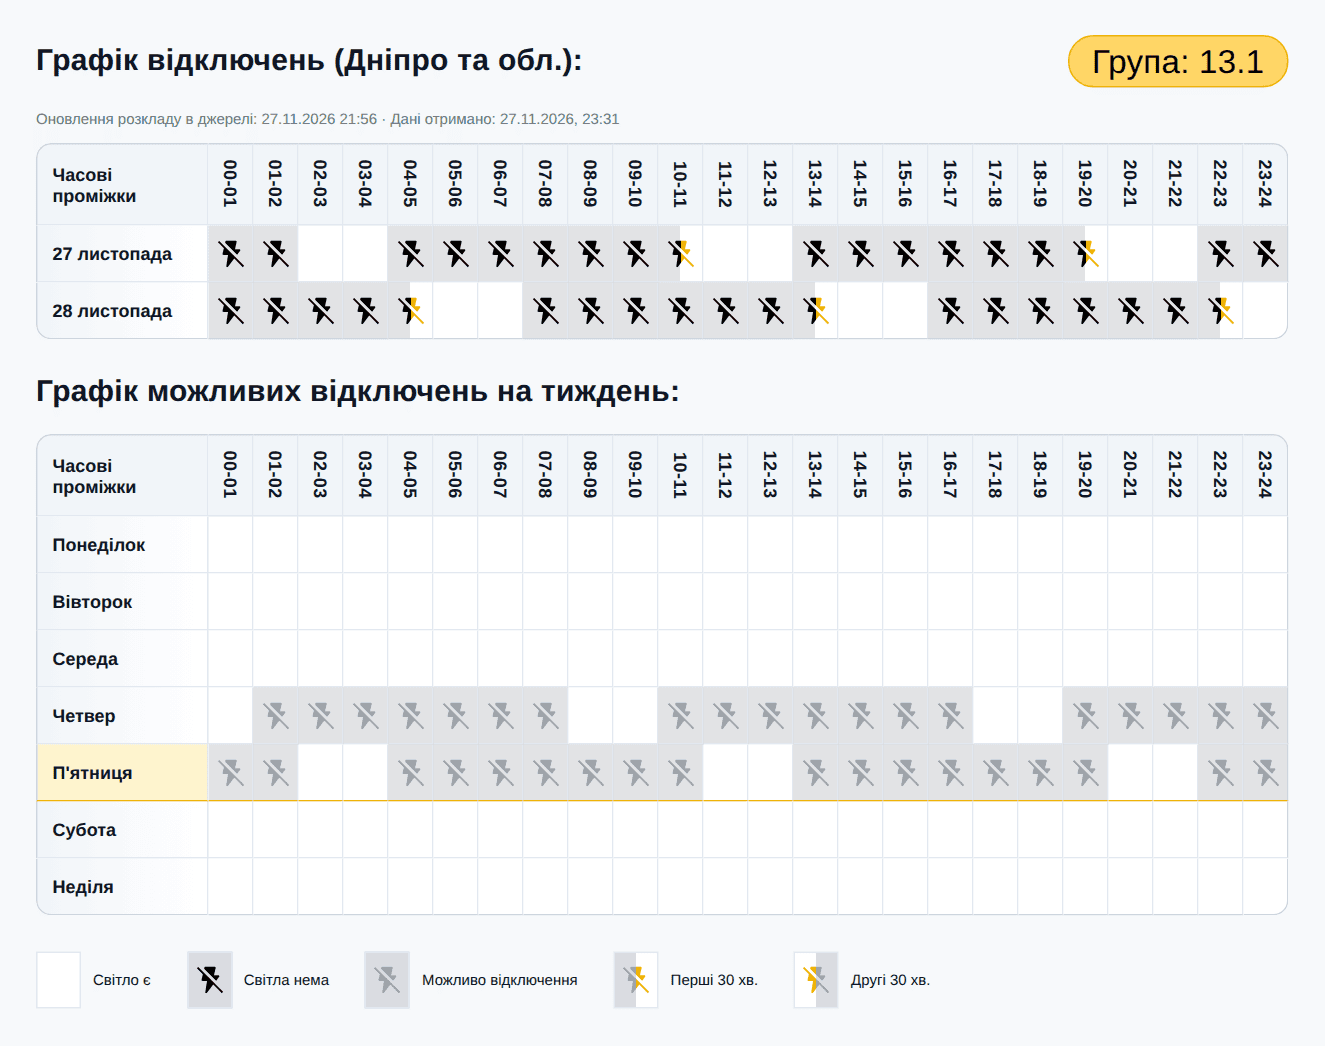 Графік відключень (Дніпро та обл.):
Група: 13.1
Оновлення розкладу в джерелі: 27.11.2026 21:56 · Дані отримано: 27.11.2026, 23:31
Часові
проміжки
00-01 01-02 02-03 03-04 04-05 05-06 06-07 07-08 08-09 09-10 10-11 11-12 12-13 13-14 14-15 15-16 16-17 17-18 18-19 19-20 20-21 21-22 22-23 23-24
27 листопада
28 листопада
Графік можливих відключень на тиждень:
Часові
проміжки
00-01 01-02 02-03 03-04 04-05 05-06 06-07 07-08 08-09 09-10 10-11 11-12 12-13 13-14 14-15 15-16 16-17 17-18 18-19 19-20 20-21 21-22 22-23 23-24
Понеділок
Вівторок
Середа
Четвер
П'ятниця
Субота
Неділя
Світло є Світла нема Можливо відключення Перші 30 хв. Другі 30 хв.